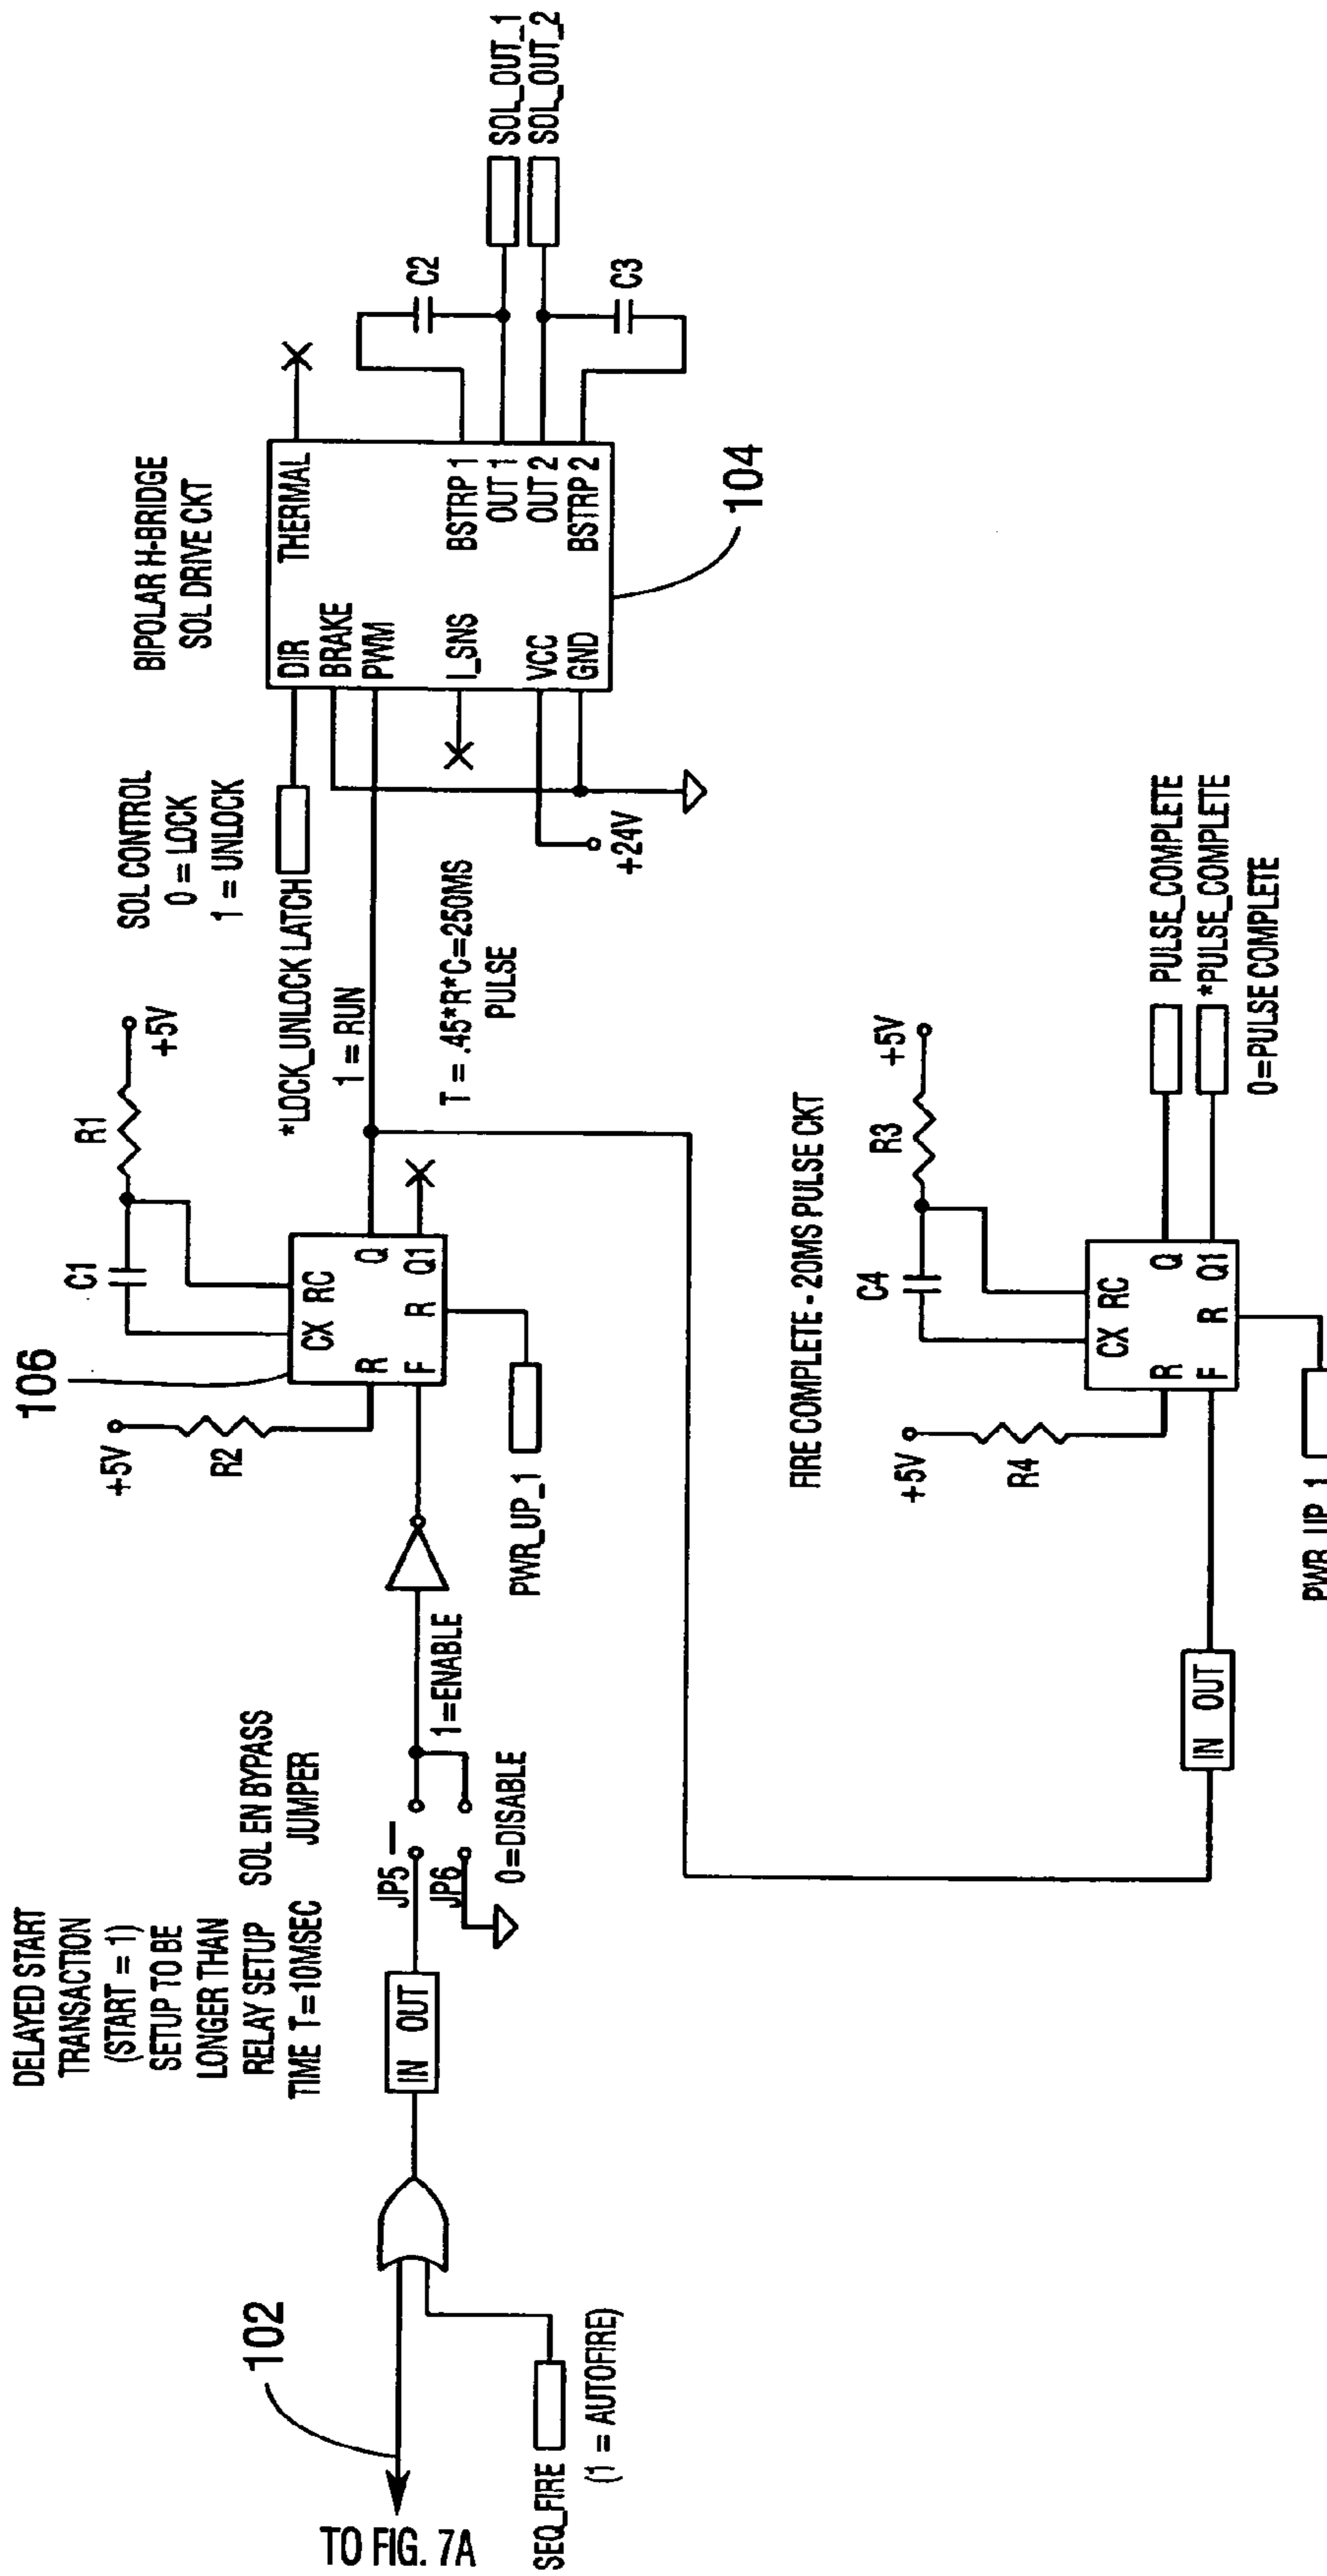 DELAYED START
TRANSACTION
(START = 1)
SETUP TO BE
LONGER THAN
RELAY SETUP
TIME T=10MSEC
SOL EN BYPASS
JUMPER
102
TO FIG. 7A
SEQ_FIRE
(1 = AUTOFIRE)
IN OUT
JP5
JP6
0=DISABLE
1=ENABLE
106
+5V
R2
C1
R1
+5V
CX RC
R Q
F R Q1
PWR_UP_1
SOL CONTROL
0 = LOCK
1 = UNLOCK
*LOCK_UNLOCK LATCH
1 = RUN
T = .45*R*C=250MS
PULSE
BIPOLAR H-BRIDGE
SOL DRIVE CKT
DIR THERMAL
BRAKE
PWM
I_SNS BSTRP 1
OUT 1
VCC OUT 2
GND BSTRP 2
+24V
104
C2
C3
SOL_OUT_1
SOL_OUT_2
FIRE COMPLETE - 20MS PULSE CKT
+5V
R4
C4
R3
+5V
CX RC
R Q
F R Q1
IN OUT
PWR_UP_1
PULSE_COMPLETE
*PULSE_COMPLETE
0=PULSE COMPLETE